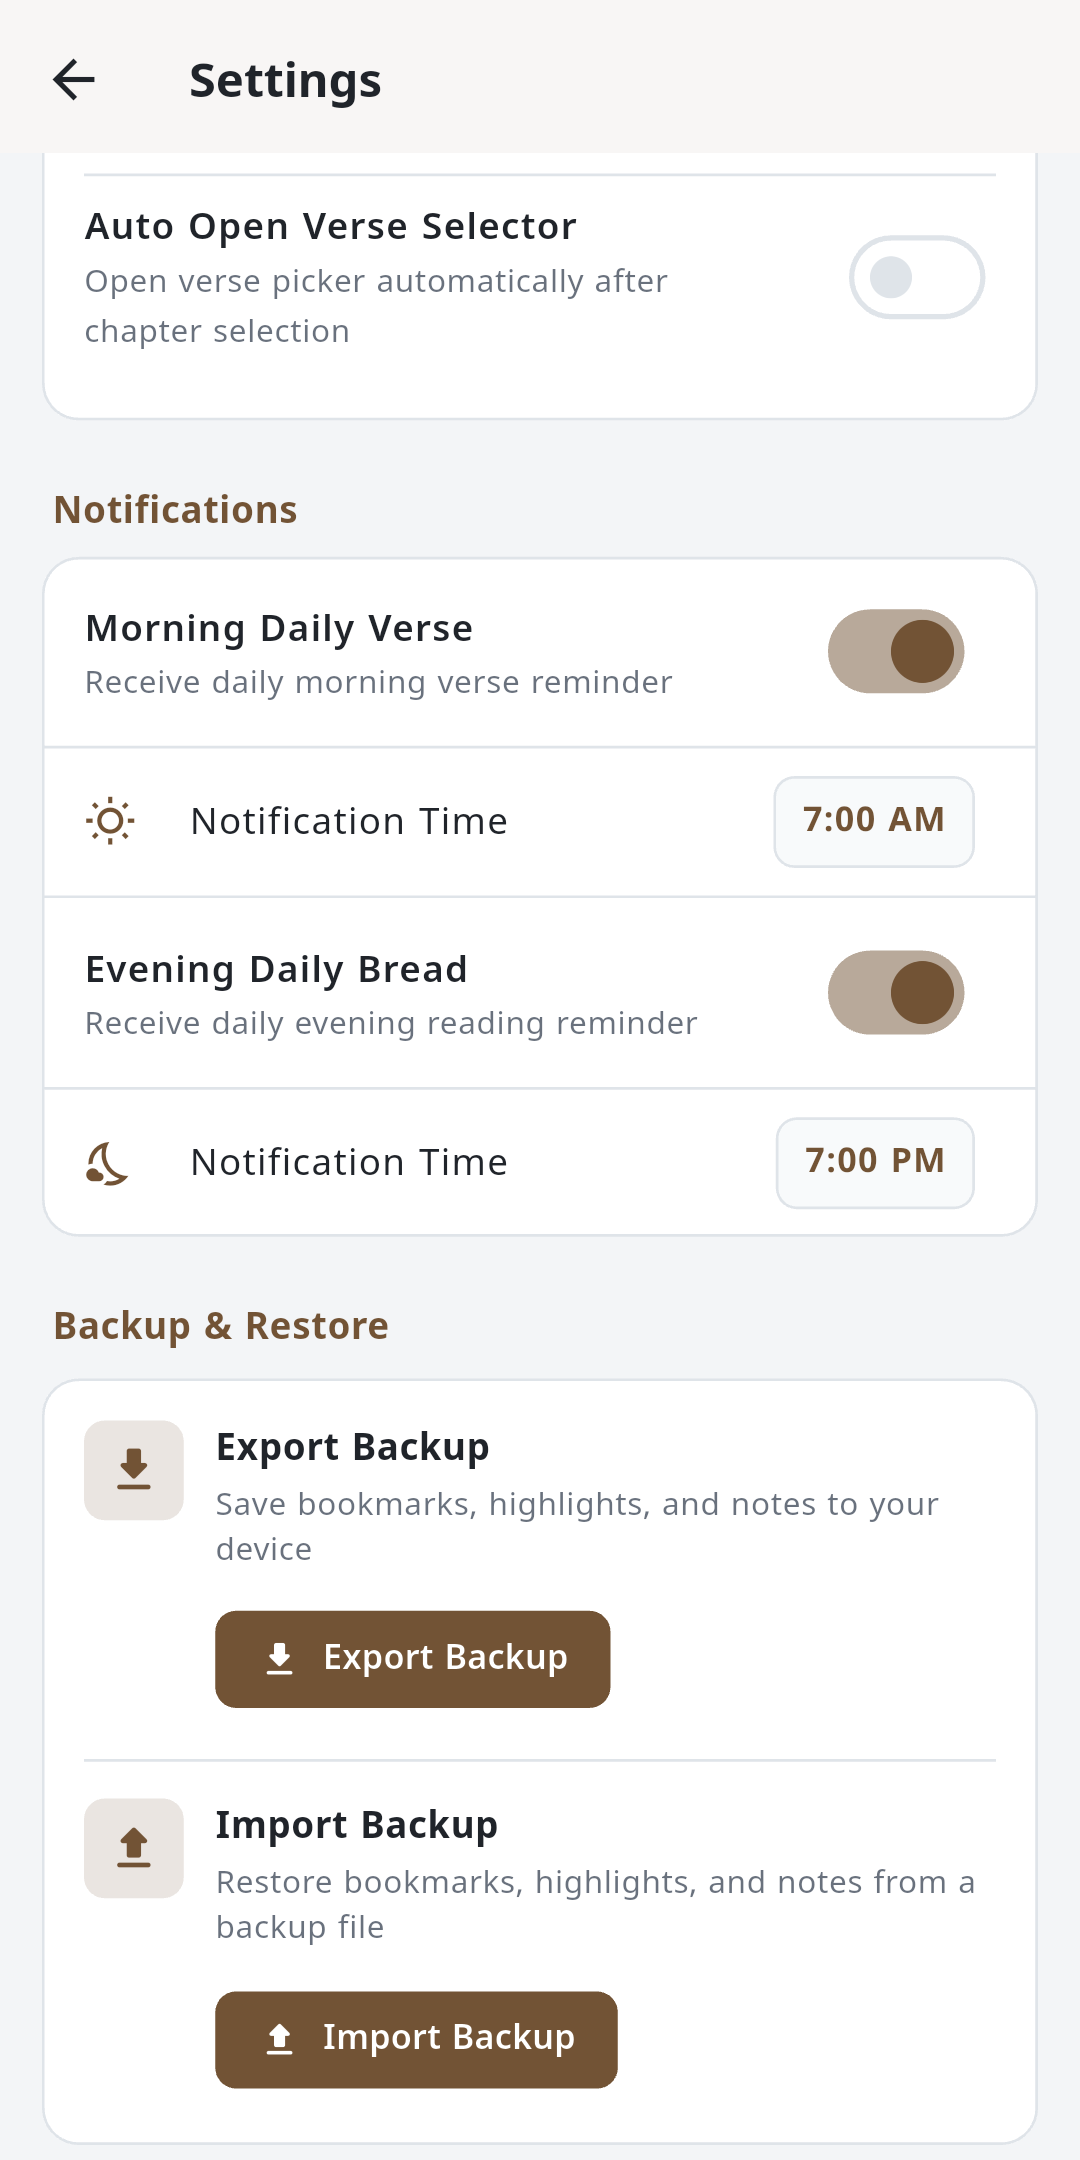 Settings
Auto Open Verse Selector
Open verse picker automatically after
chapter selection
Notifications
Morning Daily Verse
Receive daily morning verse reminder
Notification Time
7:00 AM
Evening Daily Bread
Receive daily evening reading reminder
Notification Time
7:00 PM
Backup & Restore
Export Backup
Save bookmarks, highlights, and notes to your
device
Export Backup
Import Backup
Restore bookmarks, highlights, and notes from a
backup file
Import Backup